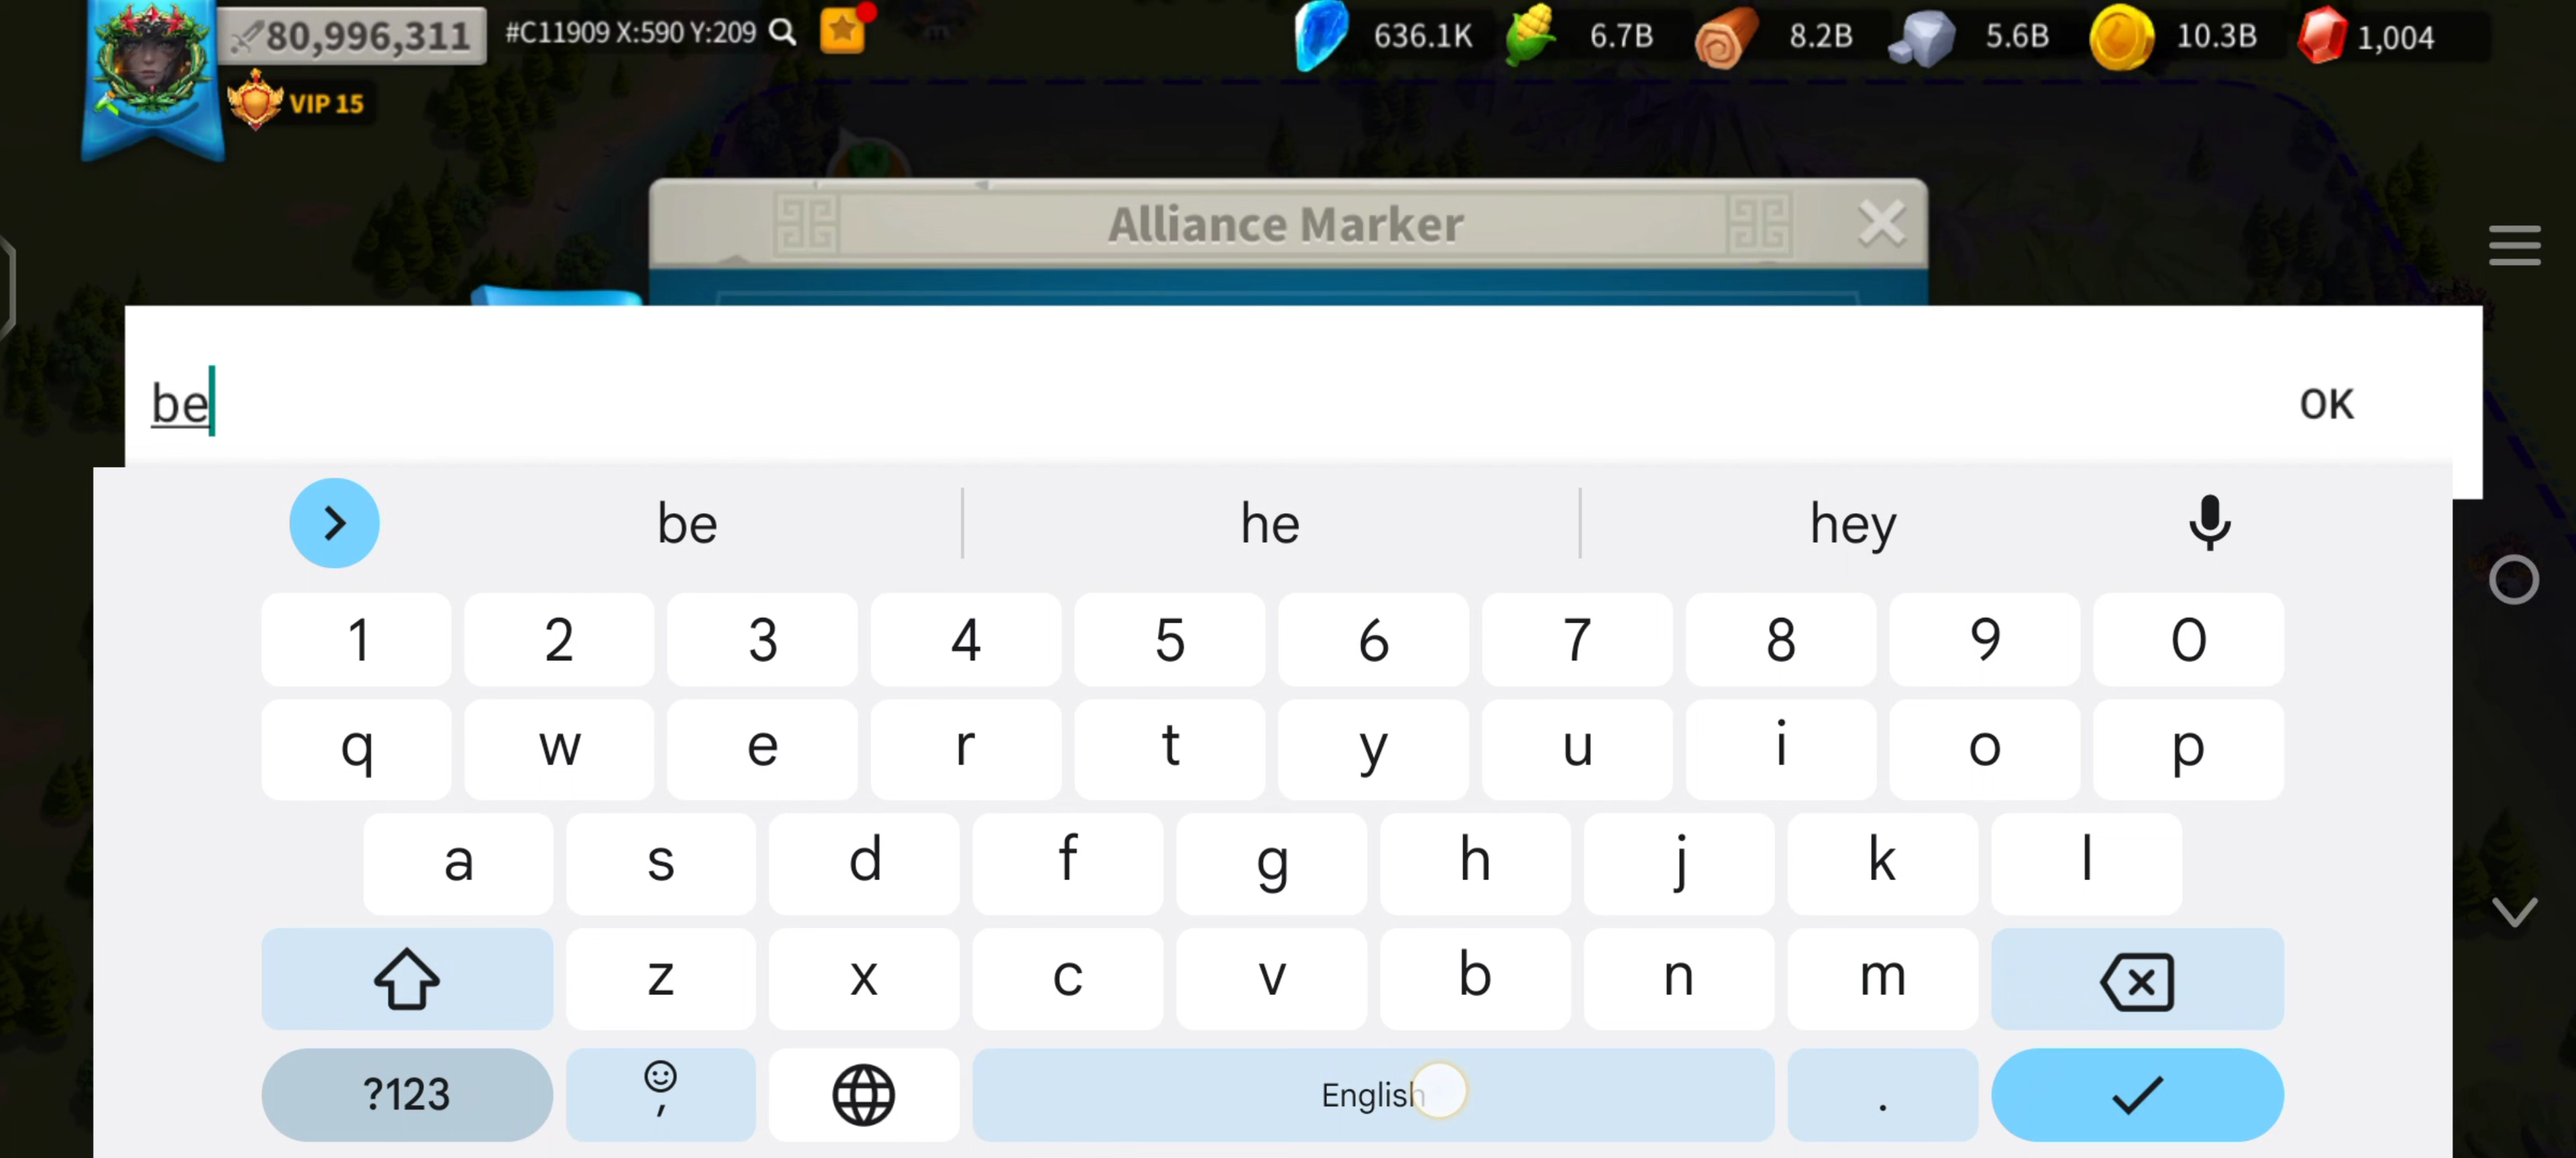 80,996,311 #C11909 X:590 Y:209 636.1K 6.7B 8.2B 5.6B 10.3B 1,004
VIP 15
Alliance Marker
be OK
be he hey
1 2 3 4 5 6 7 8 9 0
q w e r t y u i o p
a s d f g h j k l
z x c v b n m
?123 , English .